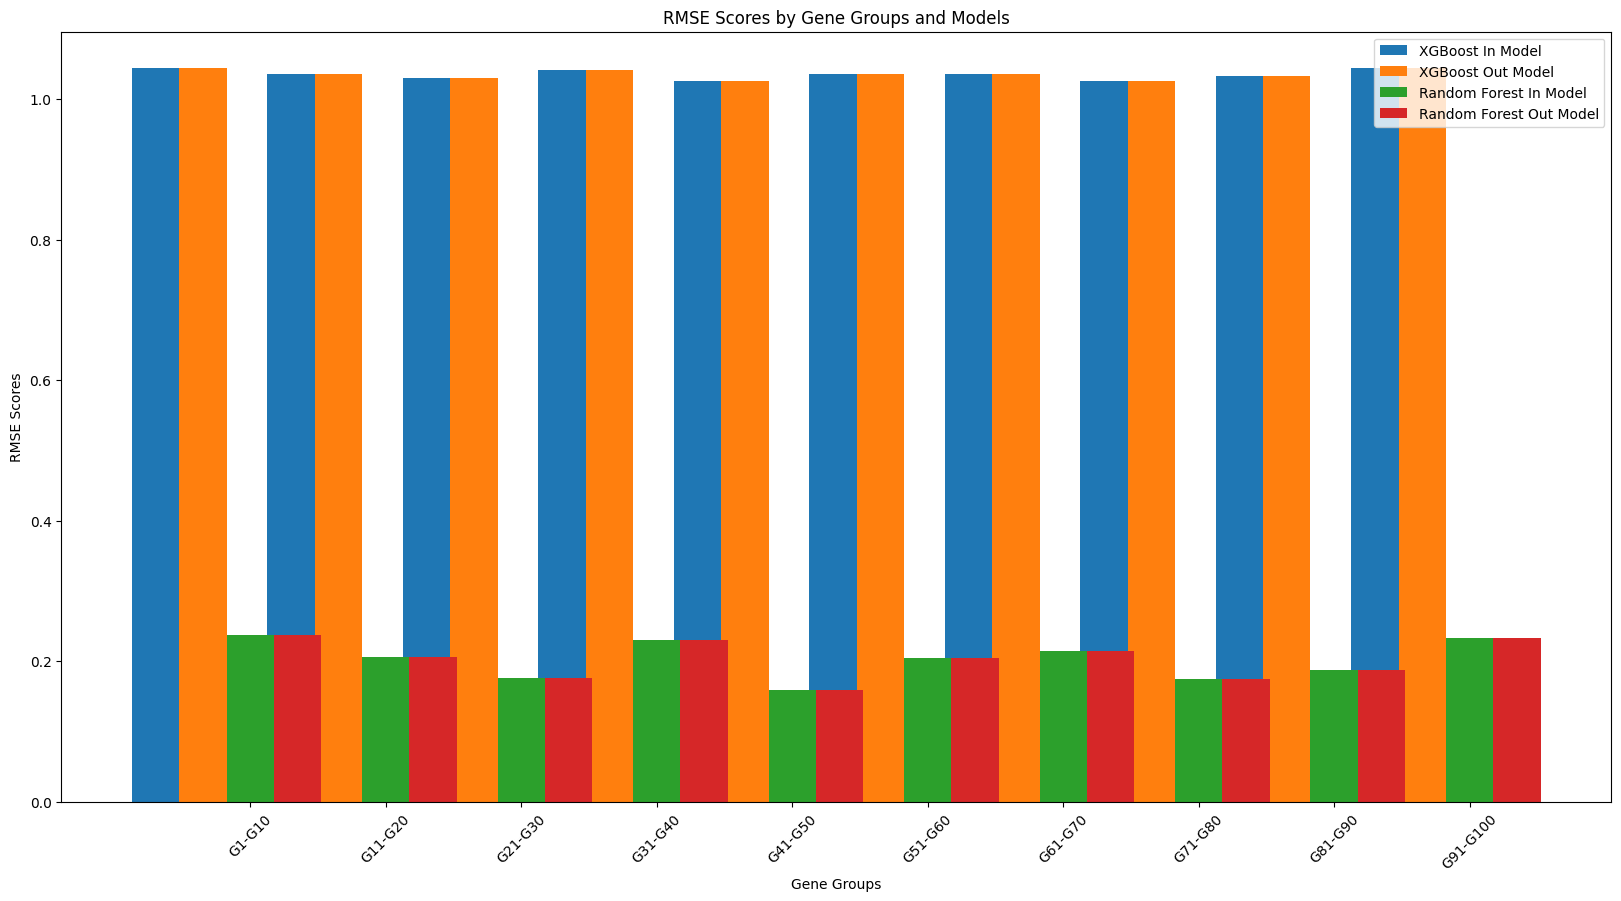 RMSE Scores by Gene Groups and Models
XGBoost In Model
XGBoost Out Model
Random Forest In Model
Random Forest Out Model
RMSE Scores
1.0
0.8
0.6
0.4
0.2
0.0
G1-G10
G11-G20
G21-G30
G31-G40
G41-G50
G51-G60
G61-G70
G71-G80
G81-G90
G91-G100
Gene Groups